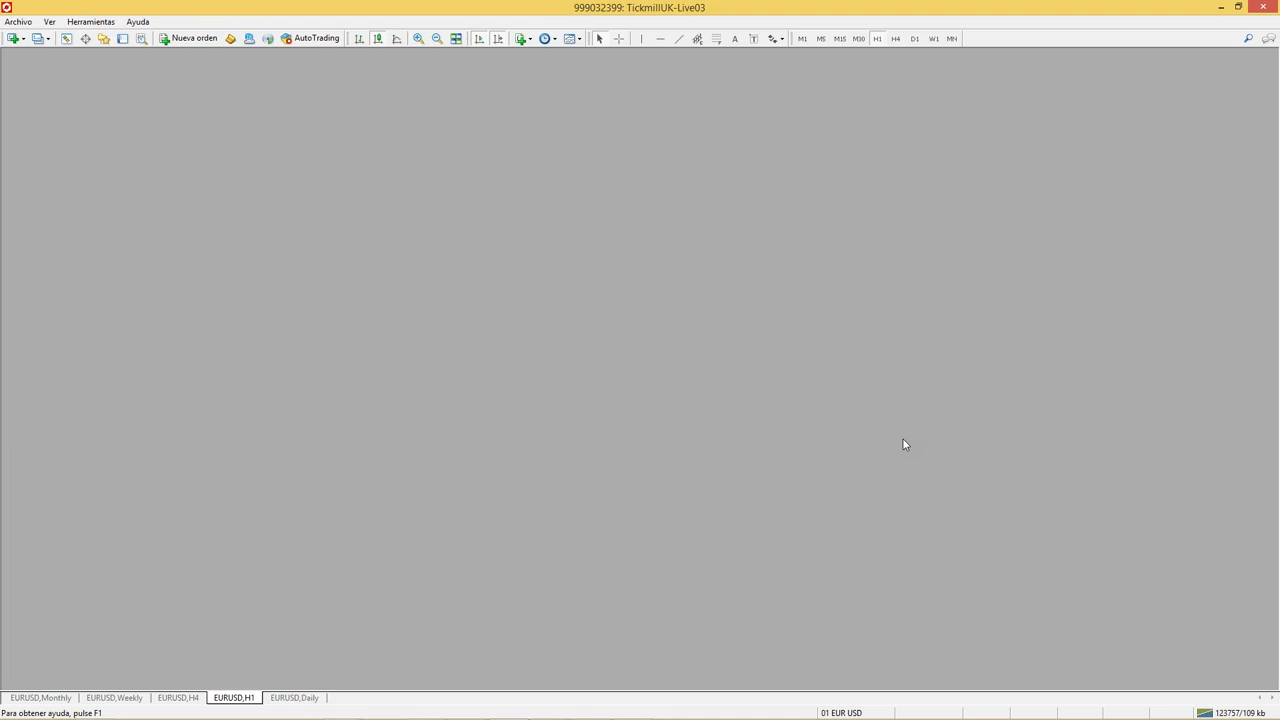 999032399: TickmillUK-Live03
Archivo Ver Herramientas Ayuda
Nueva orden AutoTrading A T M1 M5 M15 M30 H1 H4 D1 W1 MN
EURUSD,Monthly EURUSD,Weekly EURUSD,H4 EURUSD,H1 EURUSD,Daily
Para obtener ayuda, pulse F1 01 EUR USD 123757/109 kb